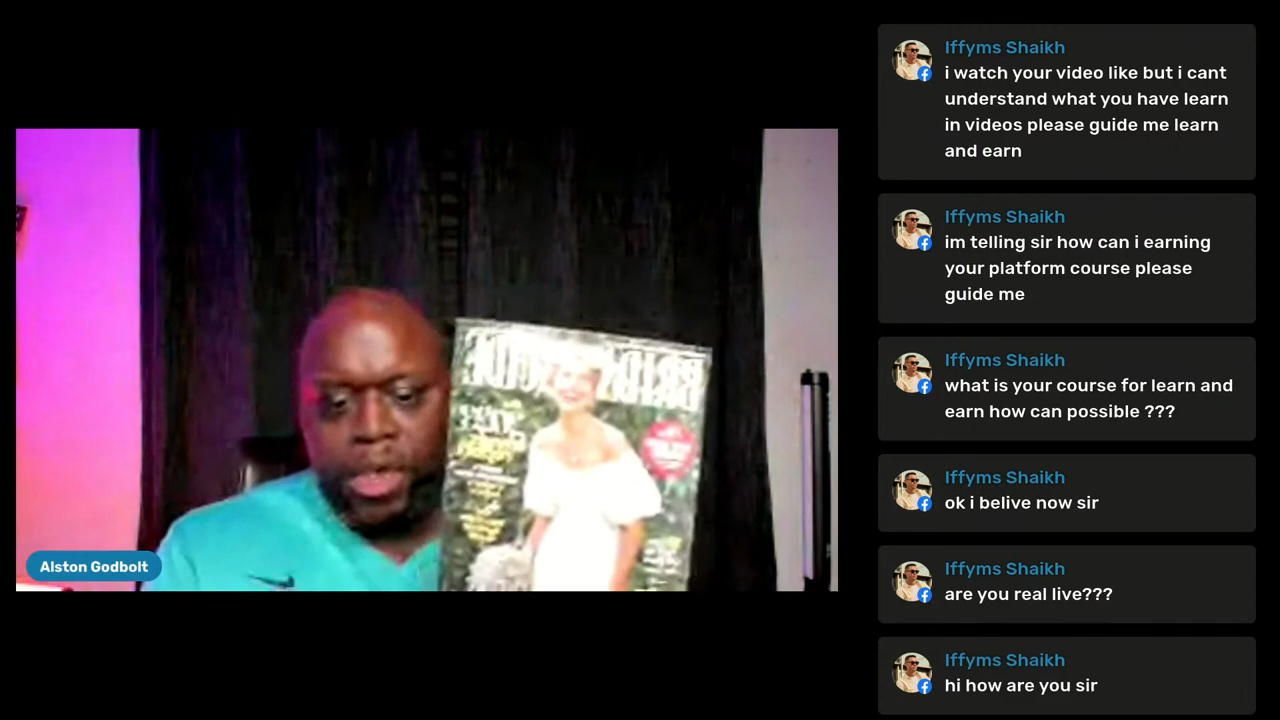 Alston Godbolt
Iffyms Shaikh
i watch your video like but i cant
understand what you have learn
in videos please guide me learn
and earn
Iffyms Shaikh
im telling sir how can i earning
your platform course please
guide me
Iffyms Shaikh
what is your course for learn and
earn how can possible ???
Iffyms Shaikh
ok i belive now sir
Iffyms Shaikh
are you real live???
Iffyms Shaikh
hi how are you sir